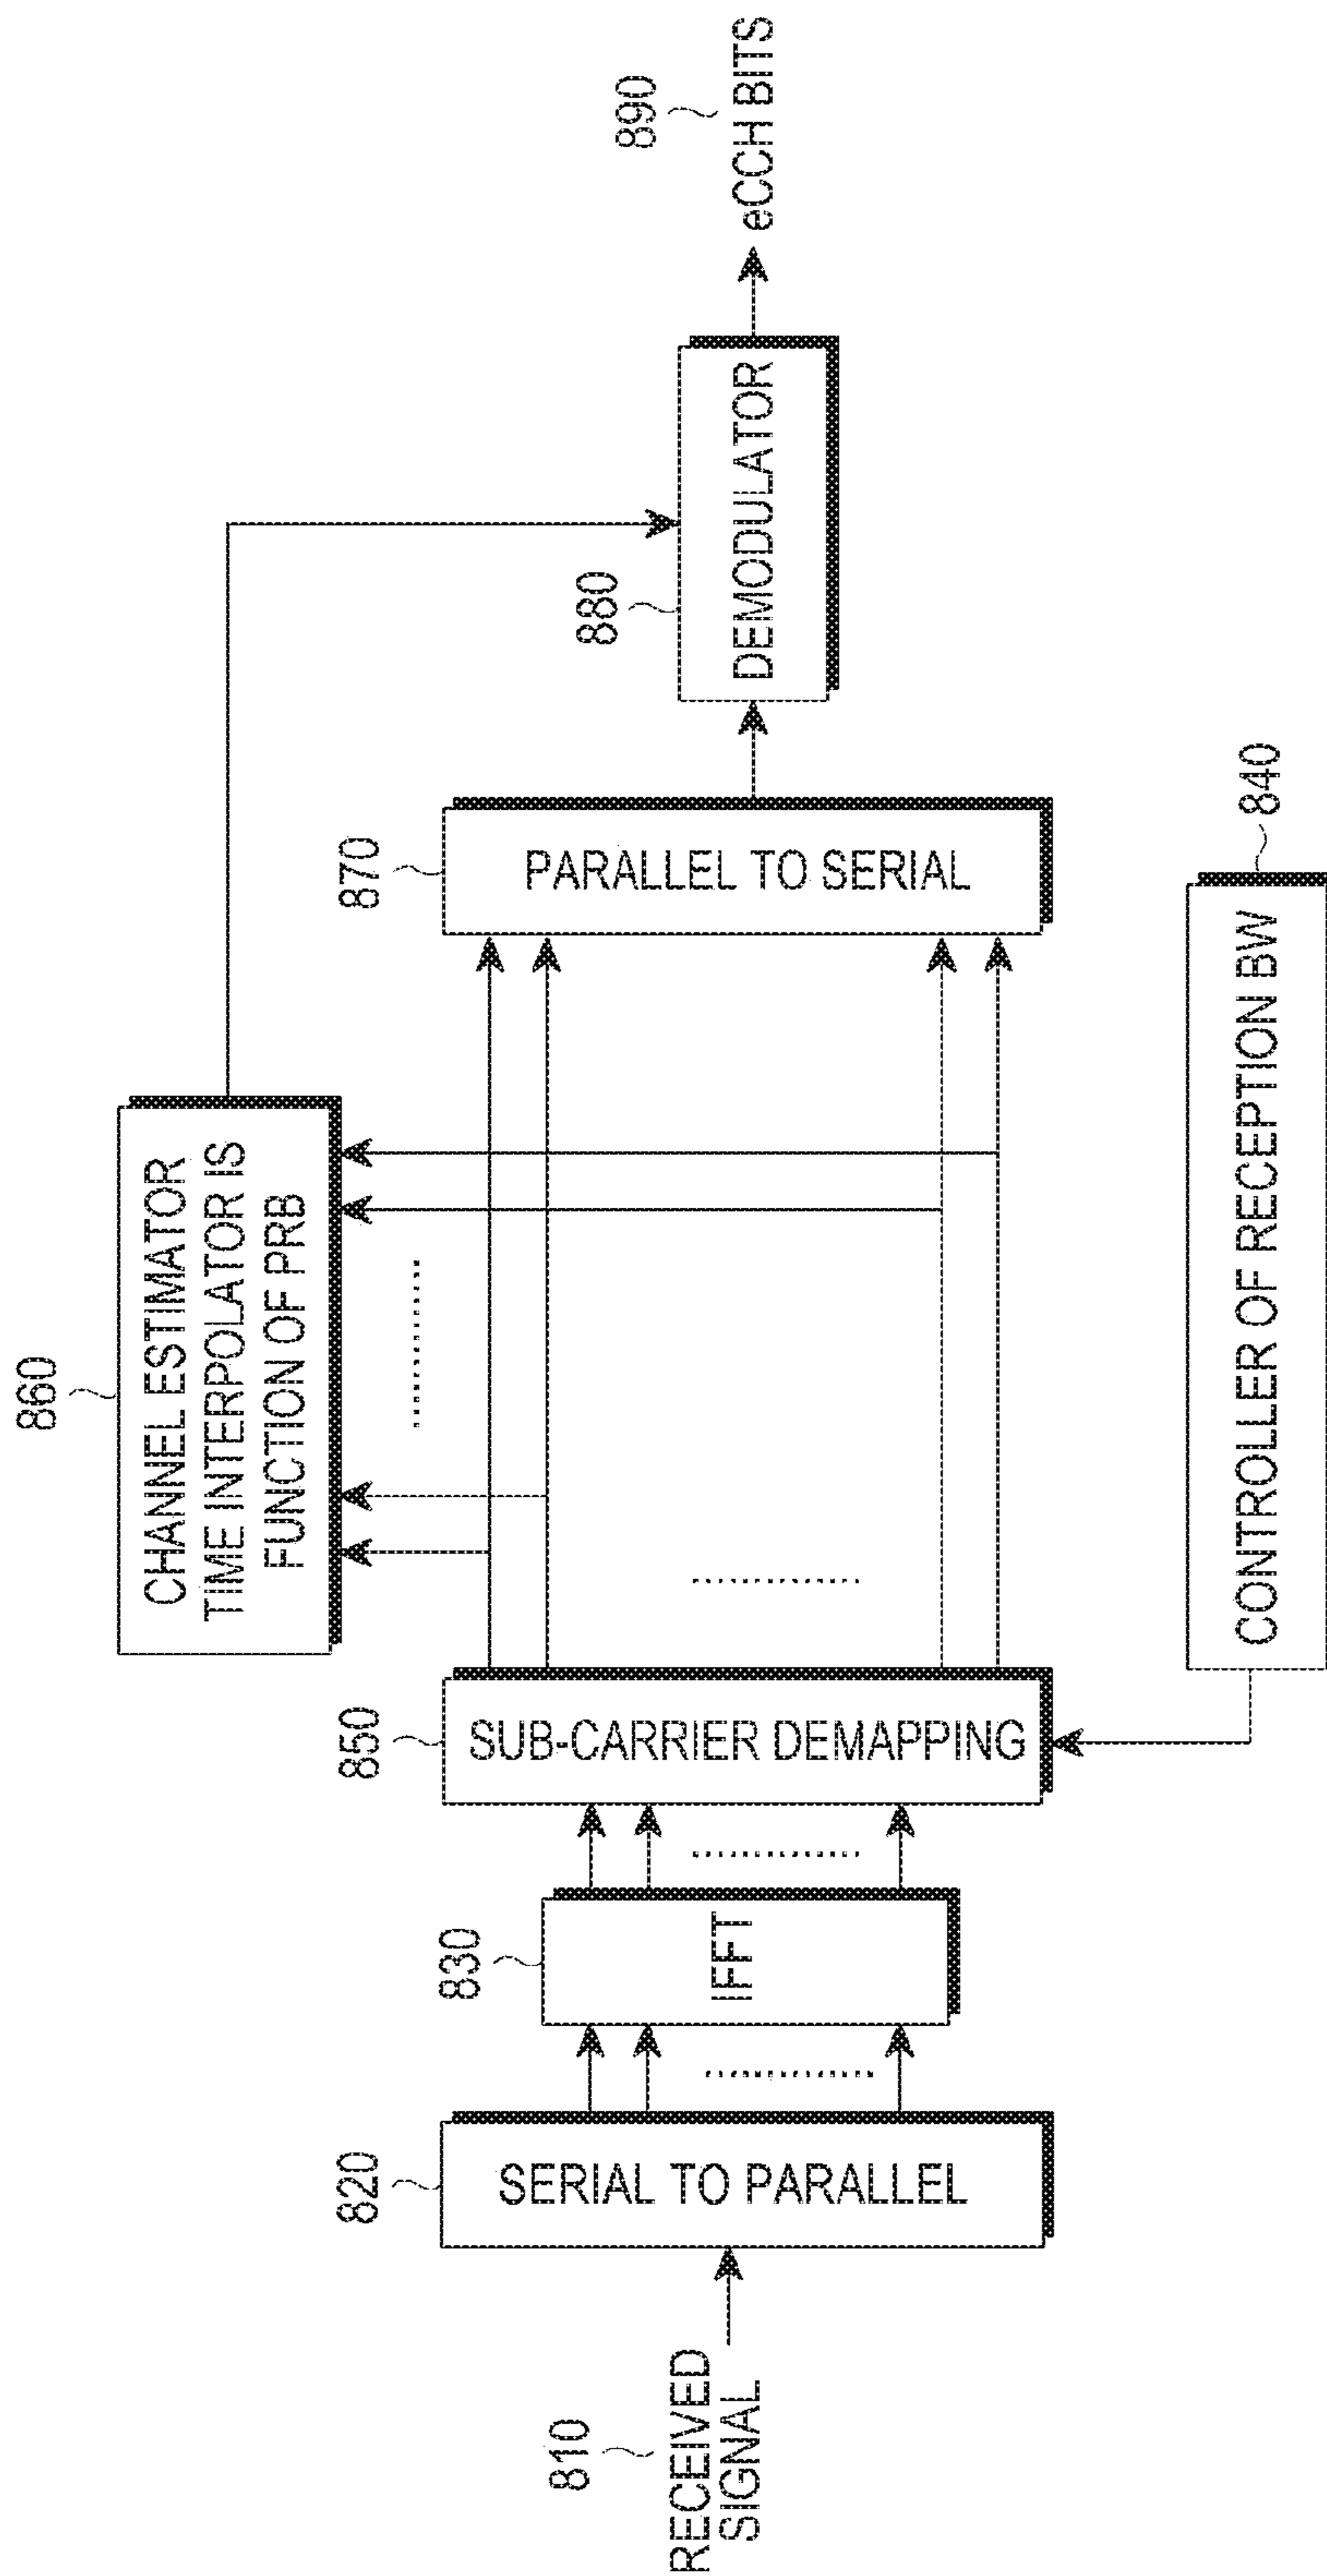 860
CHANNEL ESTIMATOR
TIME INTERPOLATOR IS
FUNCTION OF PRB
810
RECEIVED
SIGNAL
820
SERIAL TO PARALLEL
830
IFFT
850
SUB-CARRIER DEMAPPING
870
PARALLEL TO SERIAL
880
DEMODULATOR
890
eCCH BITS
840
CONTROLLER OF RECEPTION BW